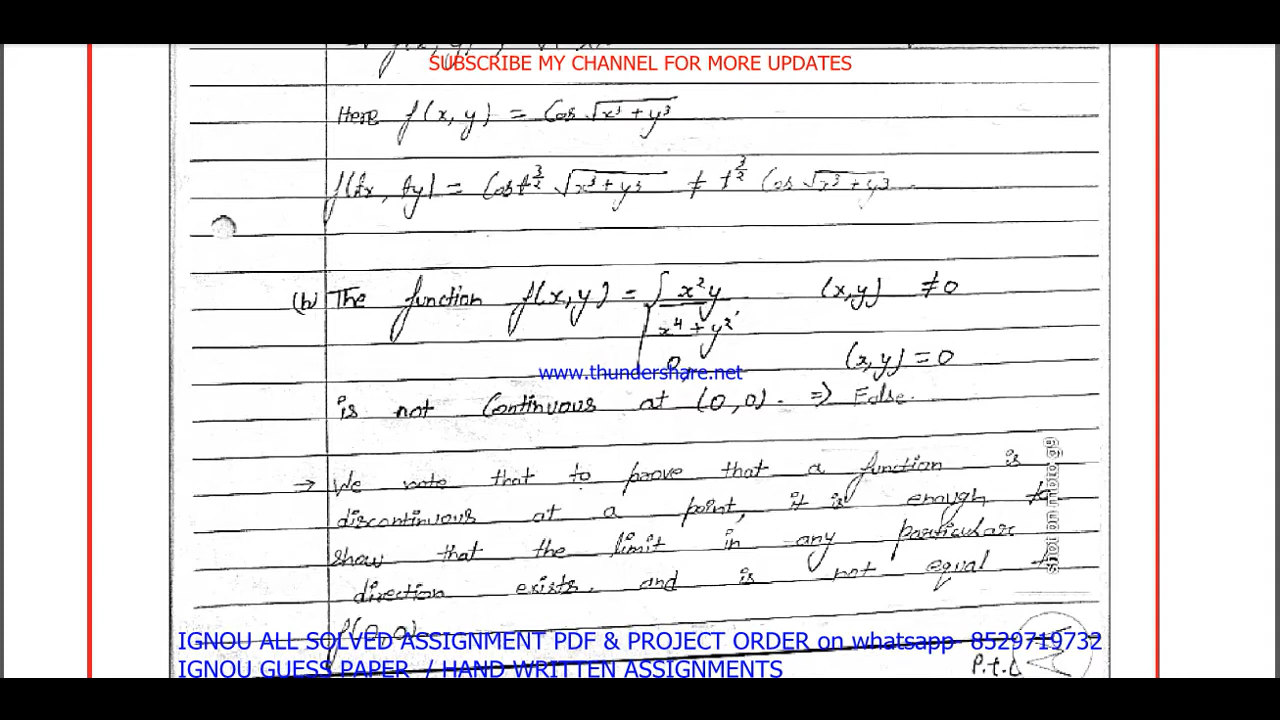 SUBSCRIBE MY CHANNEL FOR MORE UPDATES
Here f(x, y) = Cos √x³ + y³
f(tx, ty) = Cos t^3/2 √x³ + y³ ≠ t^3/2 Cos √x³ + y³.
(b) The function f(x, y) = { x²y / x⁴ + y² (x, y) ≠ 0
0, (x, y) = 0
www.thundershare.net
is not Continuous at (0, 0). ⇒ False.
→ We note that to prove that a function is
discontinuous at a point, it is enough to
show that the limit in any particular
direction exists. and is not equal to
f(0, 0)
IGNOU ALL SOLVED ASSIGNMENT PDF & PROJECT ORDER on whatsapp 8529719732
IGNOU GUESS PAPER / HAND WRITTEN ASSIGNMENTS
P.t.O